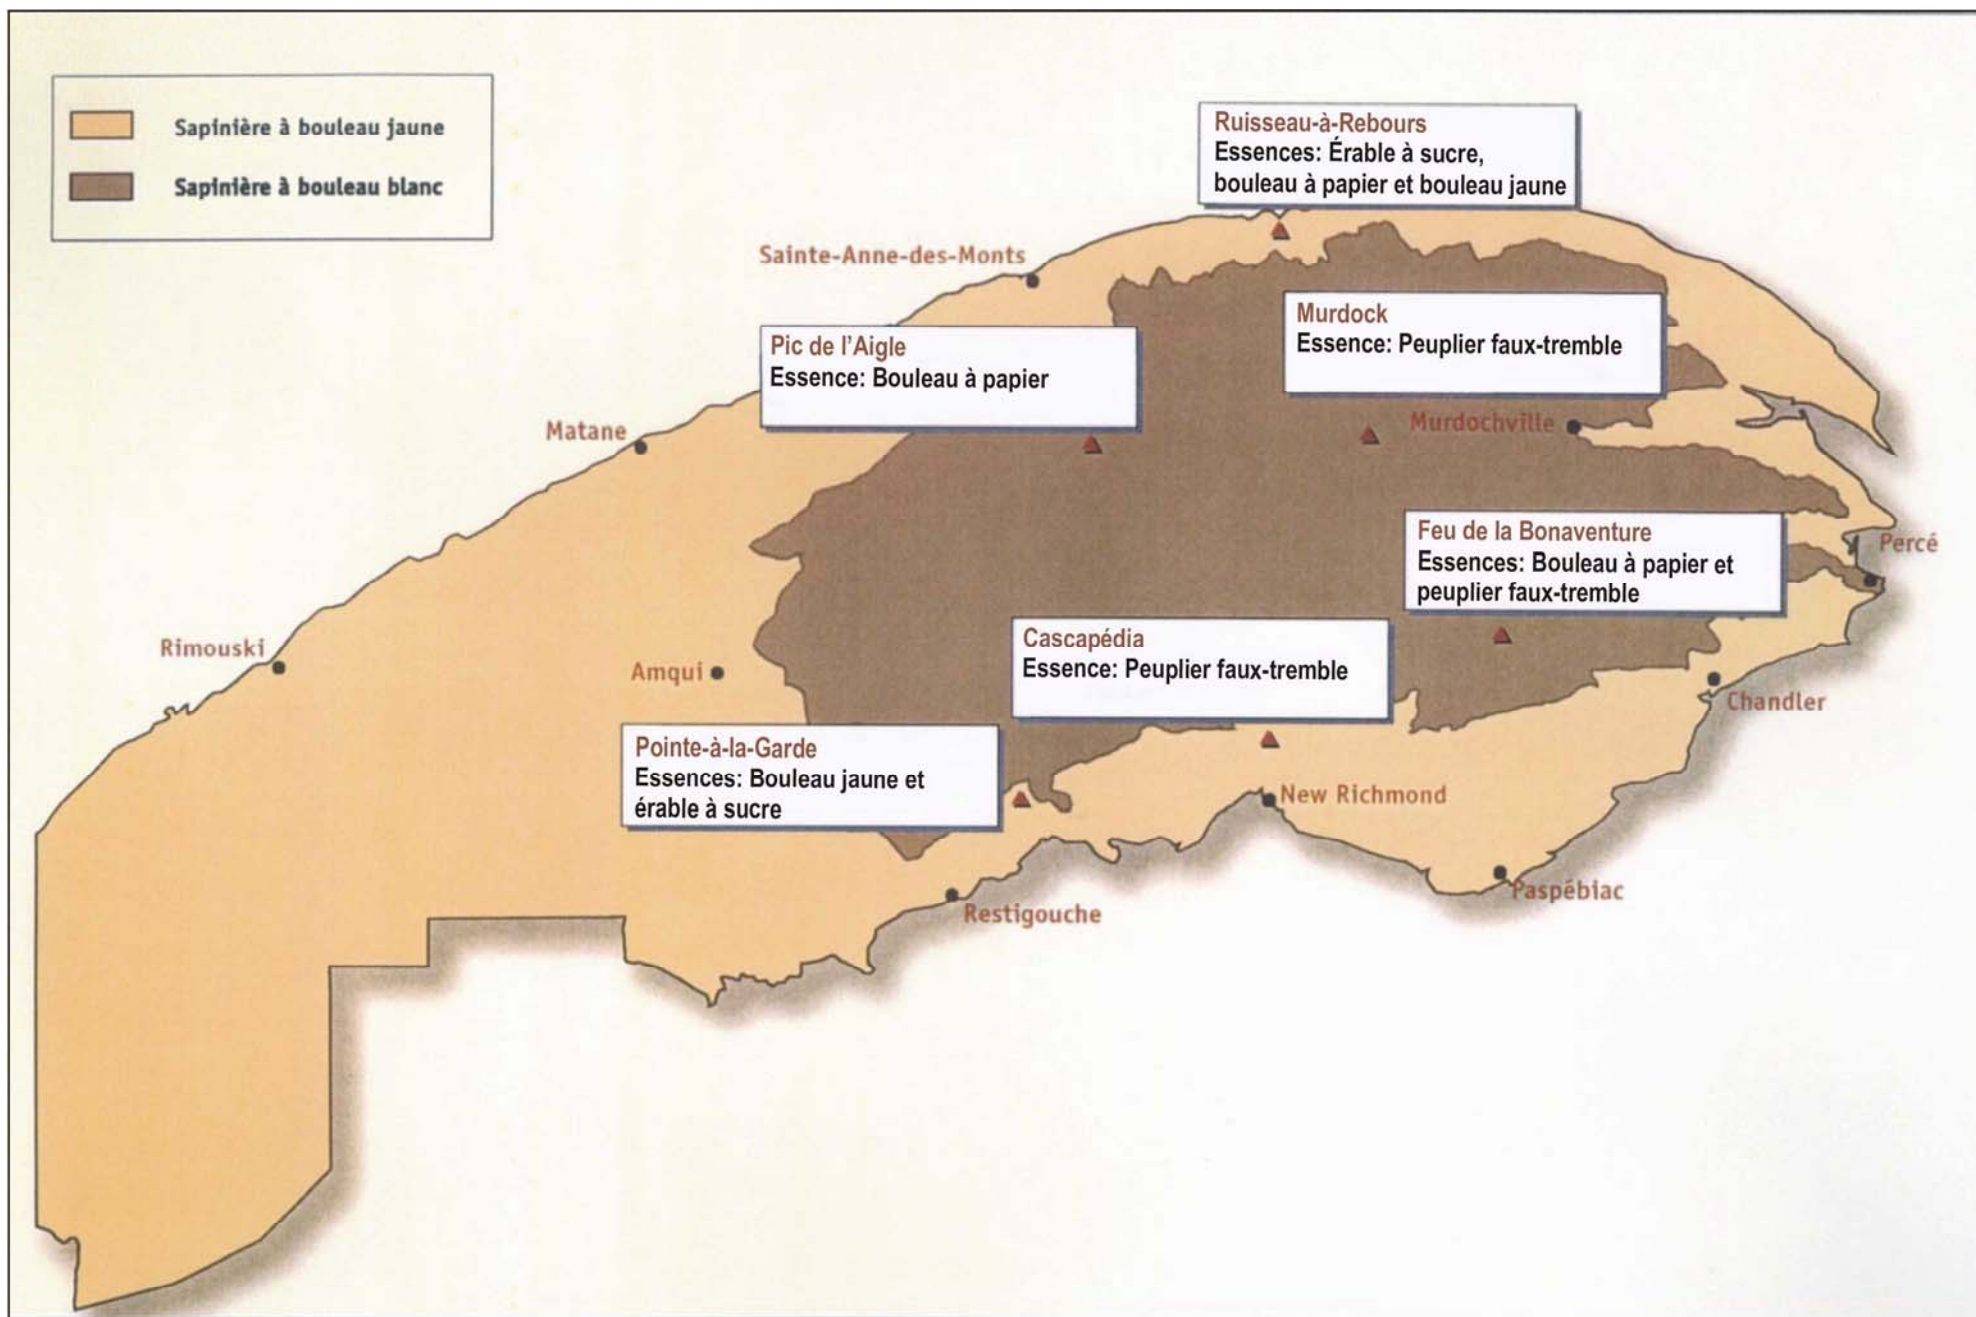 Sapinière à bouleau jaune
Sapinière à bouleau blanc
Ruisseau-à-Rebours
Essences: Érable à sucre,
bouleau à papier et bouleau jaune
Sainte-Anne-des-Monts
Murdock
Essence: Peuplier faux-tremble
Pic de l'Aigle
Essence: Bouleau à papier
Matane
Murdochville
Feu de la Bonaventure
Essences: Bouleau à papier et
peuplier faux-tremble
Percé
Rimouski
Amqui
Cascapédia
Essence: Peuplier faux-tremble
Chandler
Pointe-à-la-Garde
Essences: Bouleau jaune et
érable à sucre
New Richmond
Paspébiac
Restigouche